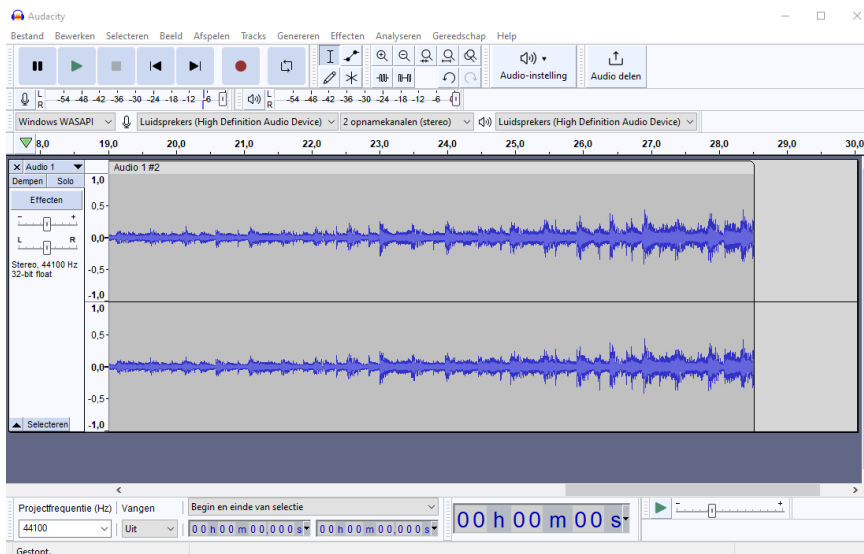 Audacity
Bestand Bewerken Selecteren Beeld Afspelen Tracks Genereren Effecten Analyseren Gereedschap Help
Audio-instelling Audio delen
L R -54 -48 -42 -36 -30 -24 -18 -12 -6 L R -54 -48 -42 -36 -30 -24 -18 -12 -6
Windows WASAPI Luidsprekers (High Definition Audio Device) 2 opnamekanalen (stereo) Luidsprekers (High Definition Audio Device)
8,0 19,0 20,0 21,0 22,0 23,0 24,0 25,0 26,0 27,0 28,0 29,0 30,0
X Audio 1 Audio 1 #2
Dempen Solo 1,0
Effecten
0,5-
- +
L R 0,0-
Stereo, 44100 Hz
32-bit float -0,5-
-1,0
1,0
0,5-
0,0-
-0,5-
Selecteren -1,0
Projectfrequentie (Hz) Vangen Begin en einde van selectie
44100 Uit 00 h 00 m 00,000 s 00 h 00 m 00,000 s 00 h 00 m 00 s - +
Gestopt.